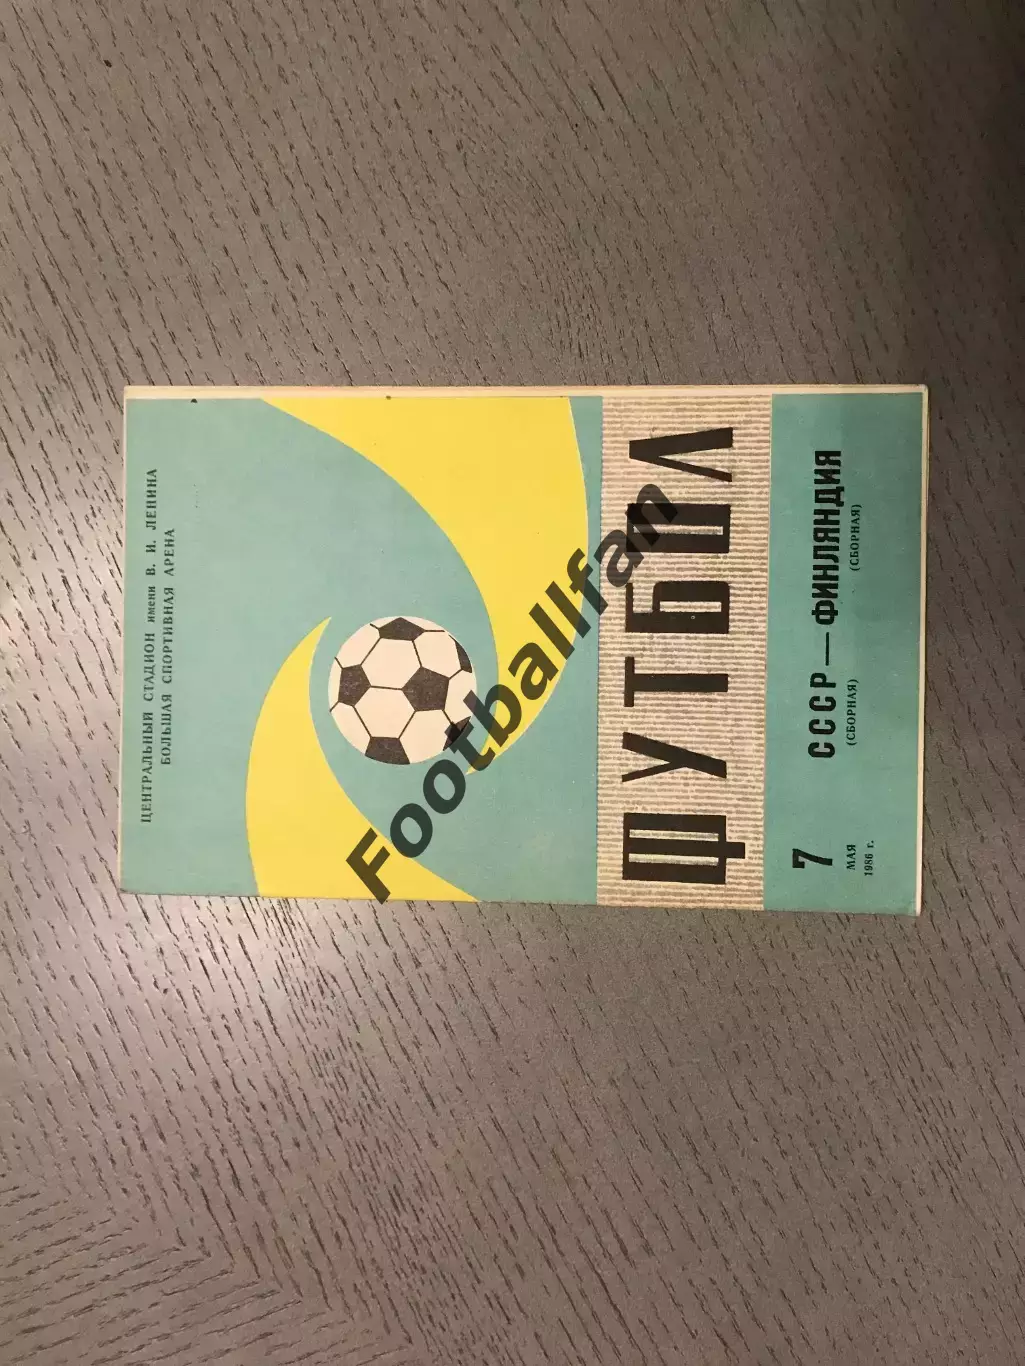 ЦЕНТРАЛЬНЫЙ СТАДИОН имени В. И. ЛЕНИНА
БОЛЬШАЯ СПОРТИВНАЯ АРЕНА
Footballfan
ФУТБОЛ
7
МАЯ
1986 г.
СССР — ФИНЛЯНДИЯ
(СБОРНАЯ) (СБОРНАЯ)